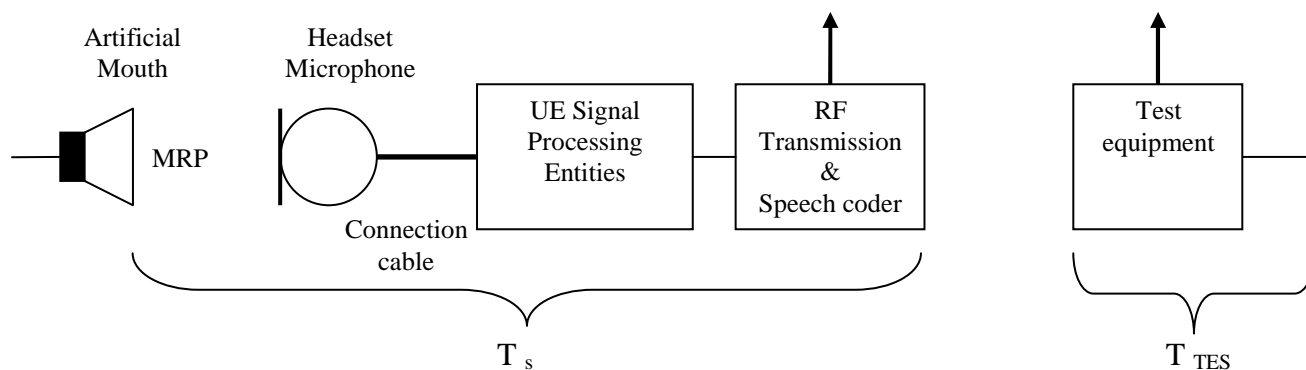 Artificial
Mouth
MRP
Headset
Microphone
Connection
cable
UE Signal
Processing
Entities
RF
Transmission
&
Speech coder
Test
equipment
T s
T TES